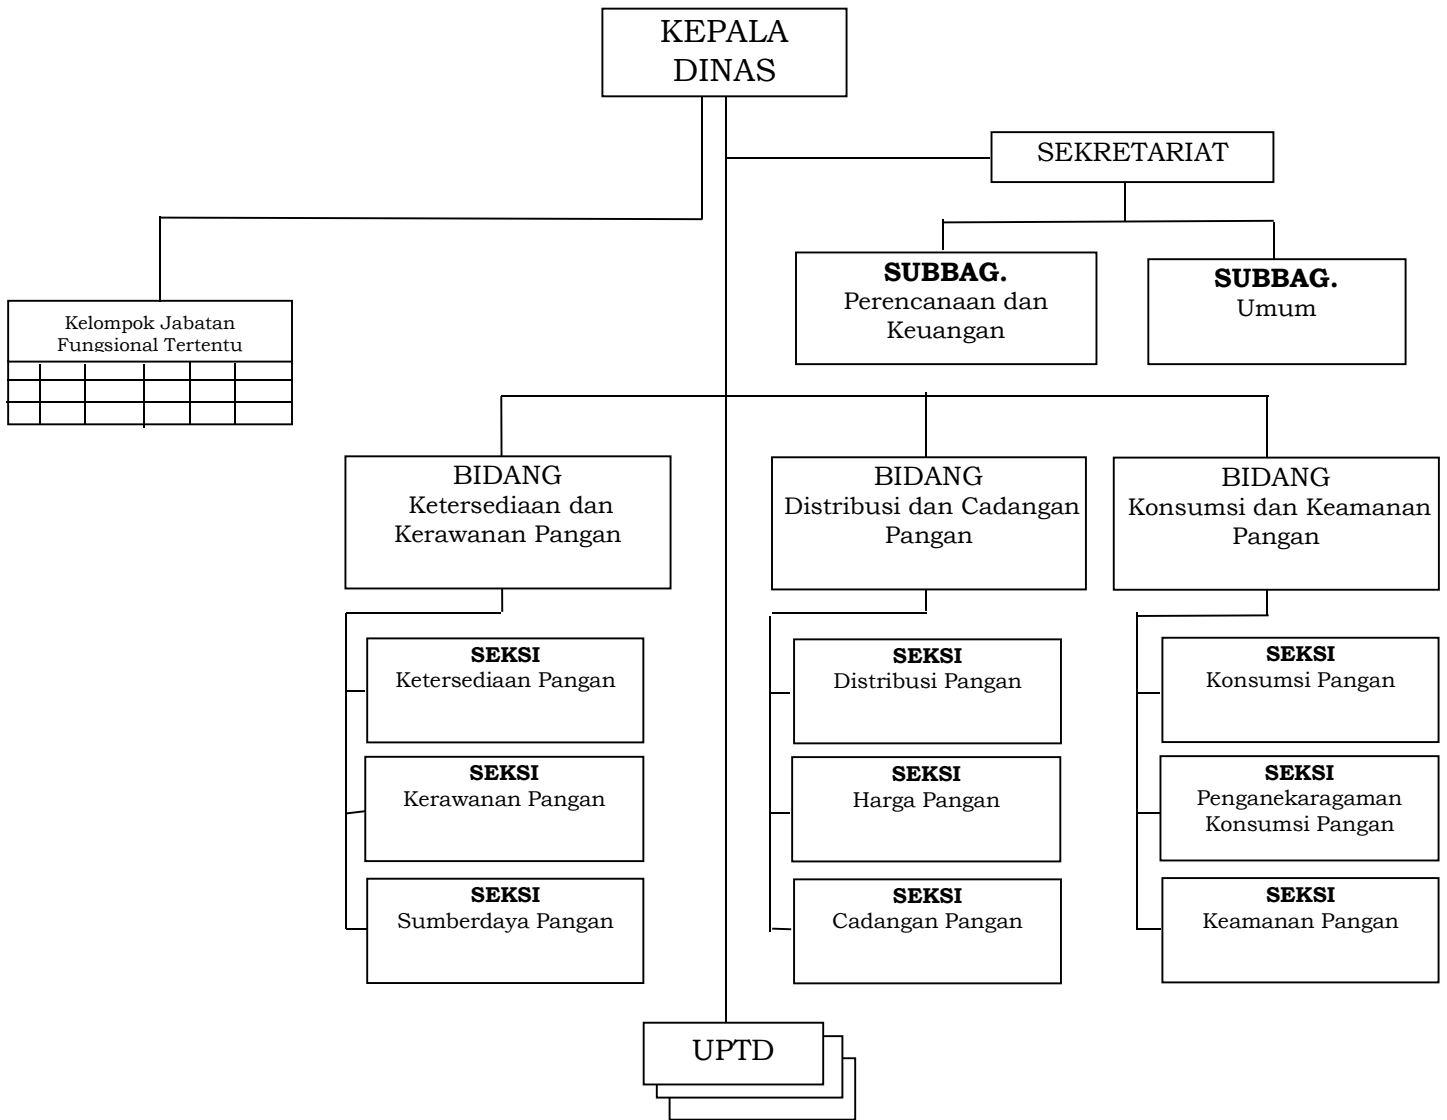 KEPALA
DINAS
SEKRETARIAT
SUBBAG.
Perencanaan dan
Keuangan
SUBBAG.
Umum
Kelompok Jabatan
Fungsional Tertentu
BIDANG
Ketersediaan dan
Kerawanan Pangan
BIDANG
Distribusi dan Cadangan
Pangan
BIDANG
Konsumsi dan Keamanan
Pangan
SEKSI
Ketersediaan Pangan
SEKSI
Distribusi Pangan
SEKSI
Konsumsi Pangan
SEKSI
Kerawanan Pangan
SEKSI
Harga Pangan
SEKSI
Penganekaragaman
Konsumsi Pangan
SEKSI
Sumberdaya Pangan
SEKSI
Cadangan Pangan
SEKSI
Keamanan Pangan
UPTD